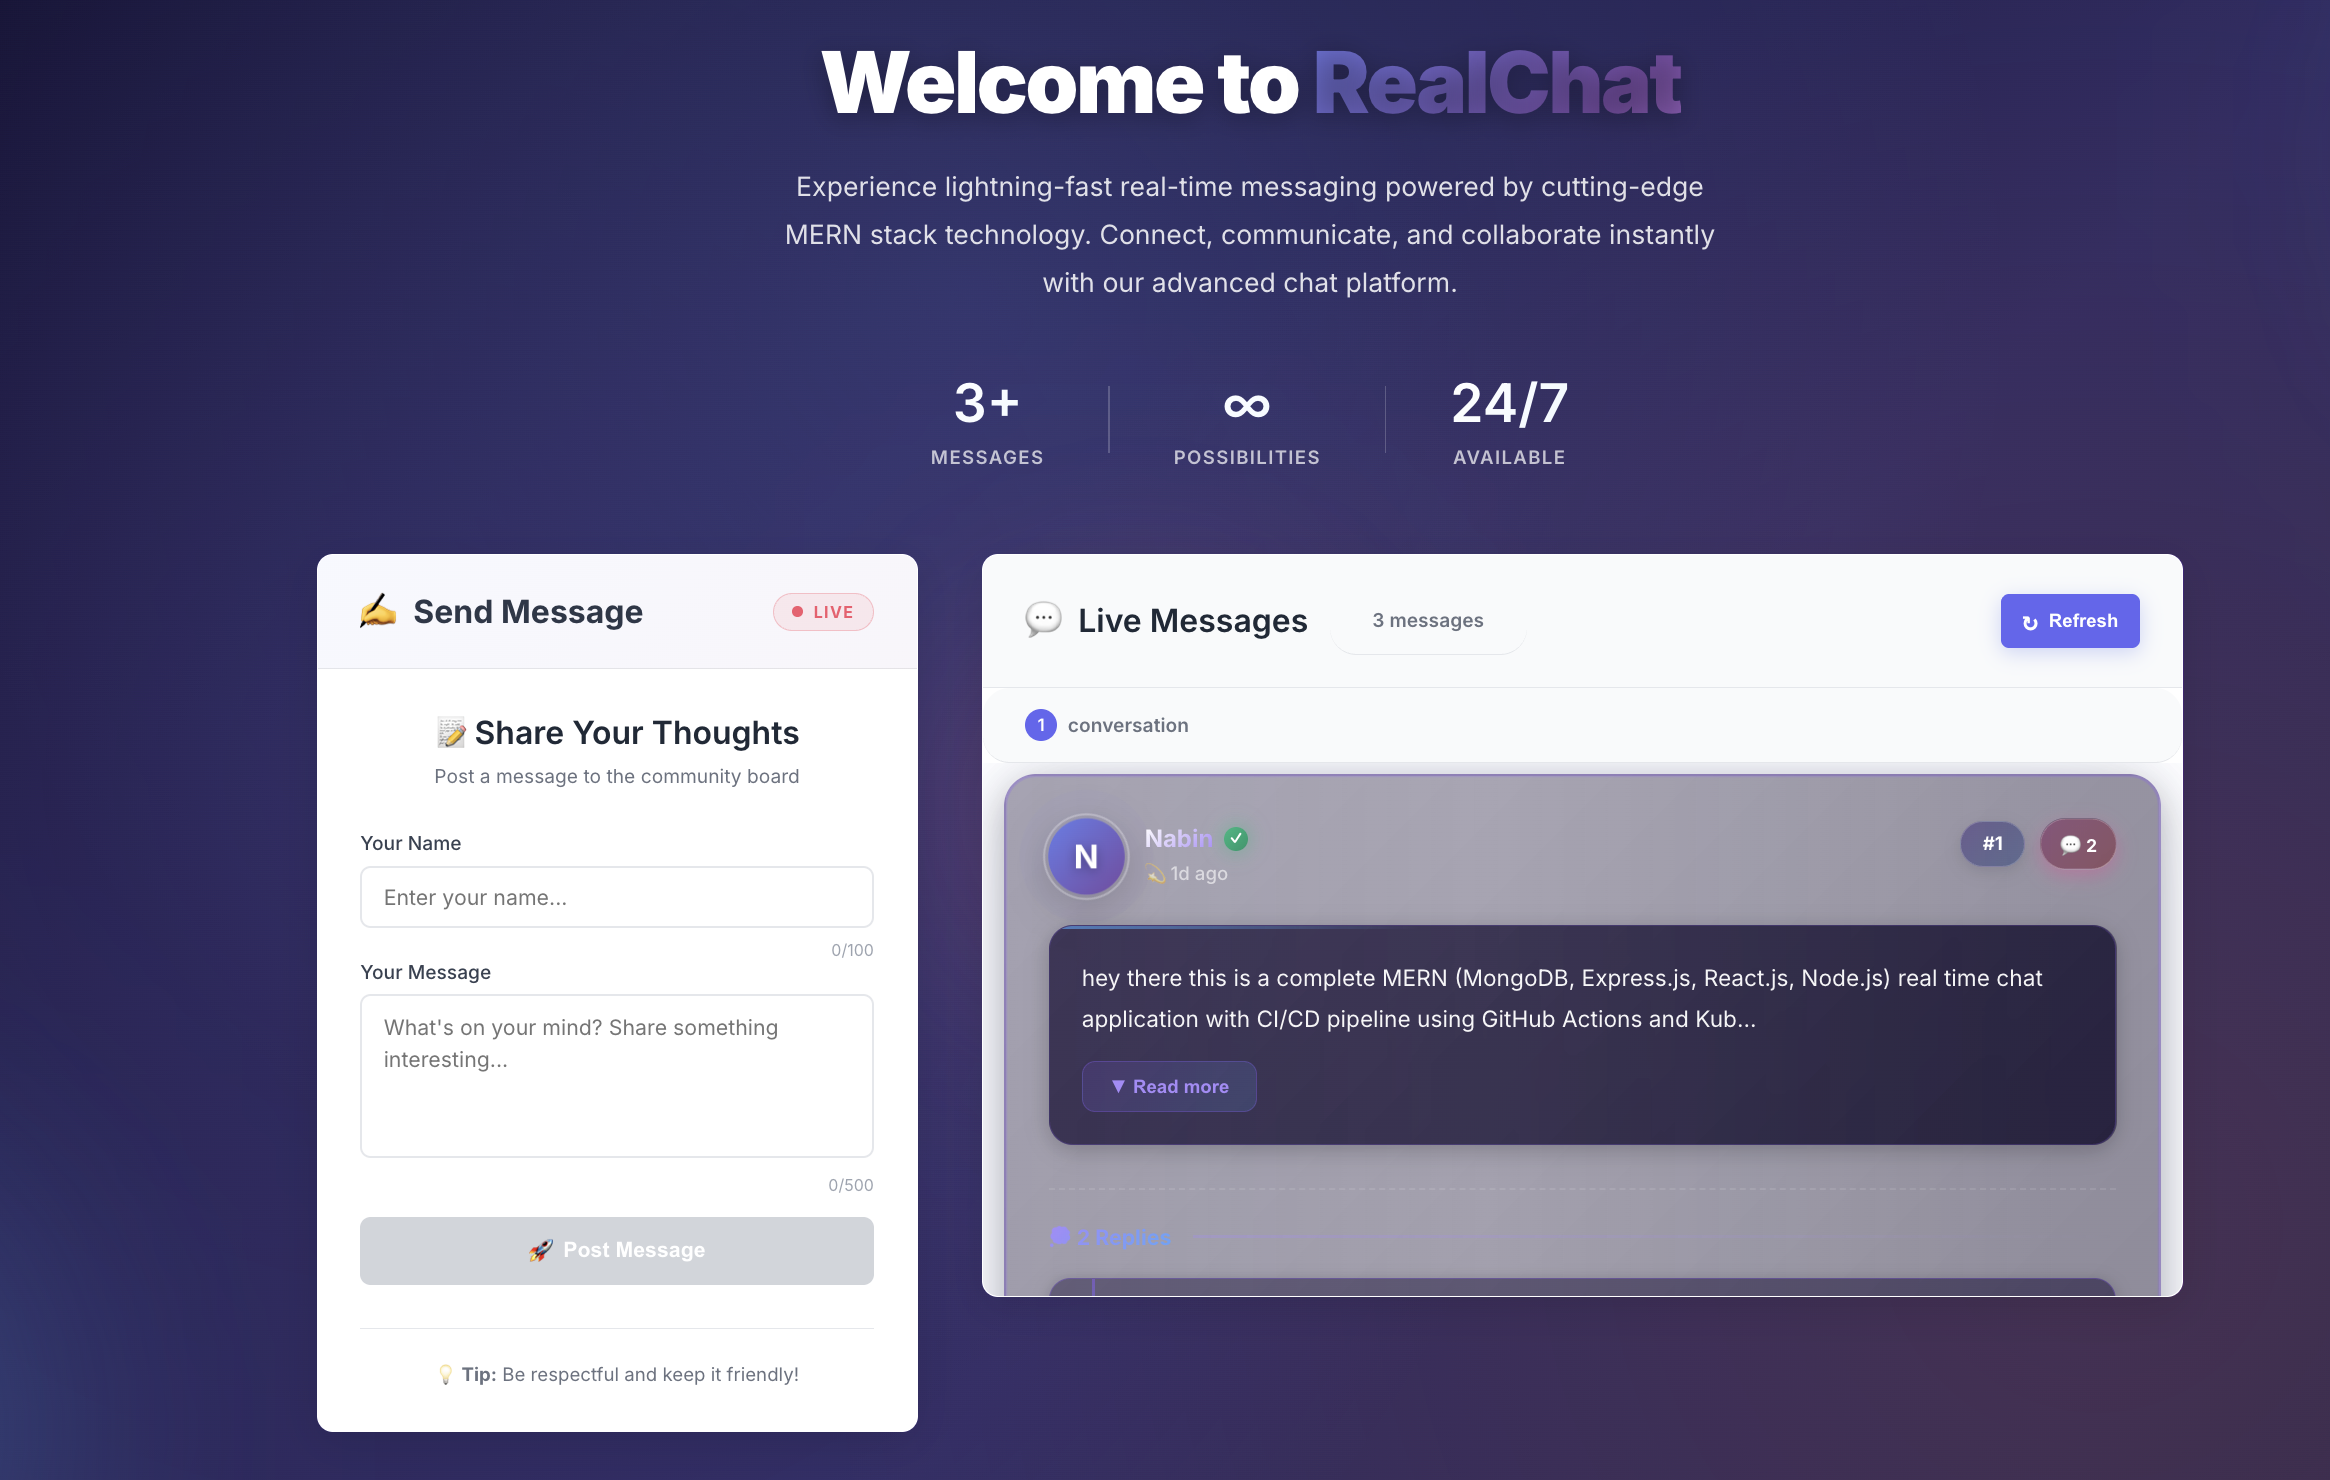 Welcome to RealChat
Experience lightning-fast real-time messaging powered by cutting-edge
MERN stack technology. Connect, communicate, and collaborate instantly
with our advanced chat platform.
3+
MESSAGES
∞
POSSIBILITIES
24/7
AVAILABLE
✍️ Send Message
LIVE
📝 Share Your Thoughts
Post a message to the community board
Your Name
Enter your name...
0/100
Your Message
What's on your mind? Share something
interesting...
0/500
🚀 Post Message
💡 Tip: Be respectful and keep it friendly!
💬 Live Messages
3 messages
↻ Refresh
1 conversation
N
Nabin ✓
💫 1d ago
#1
💬 2
hey there this is a complete MERN (MongoDB, Express.js, React.js, Node.js) real time chat
application with CI/CD pipeline using GitHub Actions and Kub...
▼ Read more
2 Replies